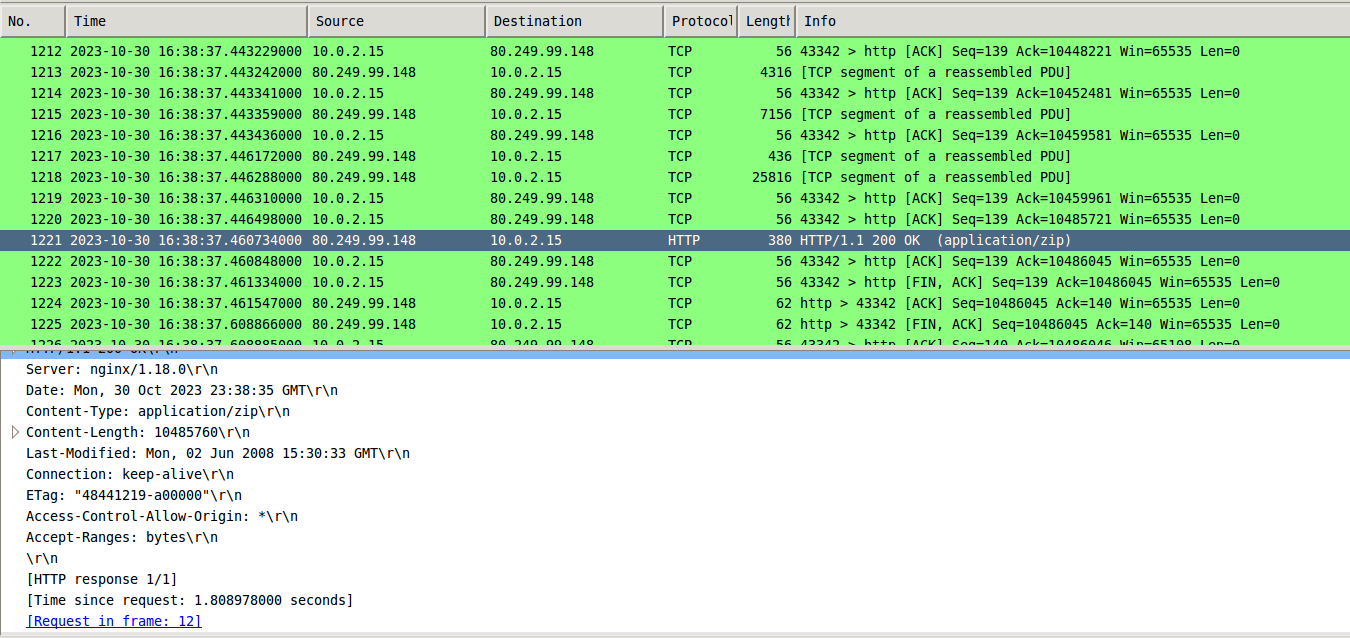 No. Time Source Destination Protocol Length Info
1212 2023-10-30 16:38:37.443229000 10.0.2.15 80.249.99.148 TCP 56 43342 > http [ACK] Seq=139 Ack=10448221 Win=65535 Len=0
1213 2023-10-30 16:38:37.443242000 80.249.99.148 10.0.2.15 TCP 4316 [TCP segment of a reassembled PDU]
1214 2023-10-30 16:38:37.443341000 10.0.2.15 80.249.99.148 TCP 56 43342 > http [ACK] Seq=139 Ack=10452481 Win=65535 Len=0
1215 2023-10-30 16:38:37.443359000 80.249.99.148 10.0.2.15 TCP 7156 [TCP segment of a reassembled PDU]
1216 2023-10-30 16:38:37.443436000 10.0.2.15 80.249.99.148 TCP 56 43342 > http [ACK] Seq=139 Ack=10459581 Win=65535 Len=0
1217 2023-10-30 16:38:37.446172000 80.249.99.148 10.0.2.15 TCP 436 [TCP segment of a reassembled PDU]
1218 2023-10-30 16:38:37.446288000 80.249.99.148 10.0.2.15 TCP 25816 [TCP segment of a reassembled PDU]
1219 2023-10-30 16:38:37.446310000 10.0.2.15 80.249.99.148 TCP 56 43342 > http [ACK] Seq=139 Ack=10459961 Win=65535 Len=0
1220 2023-10-30 16:38:37.446498000 10.0.2.15 80.249.99.148 TCP 56 43342 > http [ACK] Seq=139 Ack=10485721 Win=65535 Len=0
1221 2023-10-30 16:38:37.460734000 80.249.99.148 10.0.2.15 HTTP 380 HTTP/1.1 200 OK (application/zip)
1222 2023-10-30 16:38:37.460848000 10.0.2.15 80.249.99.148 TCP 56 43342 > http [ACK] Seq=139 Ack=10486045 Win=65535 Len=0
1223 2023-10-30 16:38:37.461334000 10.0.2.15 80.249.99.148 TCP 56 43342 > http [FIN, ACK] Seq=139 Ack=10486045 Win=65535 Len=0
1224 2023-10-30 16:38:37.461547000 80.249.99.148 10.0.2.15 TCP 62 http > 43342 [ACK] Seq=10486045 Ack=140 Win=65535 Len=0
1225 2023-10-30 16:38:37.608866000 80.249.99.148 10.0.2.15 TCP 62 http > 43342 [FIN, ACK] Seq=10486045 Ack=140 Win=65535 Len=0
1226 2023-10-30 16:38:37.608885000 10.0.2.15 80.249.99.148 TCP 56 43342 > http [ACK] Seq=140 Ack=10486046 Win=65108 Len=0
HTTP/1.1 200 OK\r\n
Server: nginx/1.18.0\r\n
Date: Mon, 30 Oct 2023 23:38:35 GMT\r\n
Content-Type: application/zip\r\n
Content-Length: 10485760\r\n
Last-Modified: Mon, 02 Jun 2008 15:30:33 GMT\r\n
Connection: keep-alive\r\n
ETag: "48441219-a00000"\r\n
Access-Control-Allow-Origin: *\r\n
Accept-Ranges: bytes\r\n
\r\n
[HTTP response 1/1]
[Time since request: 1.808978000 seconds]
[Request in frame: 12]